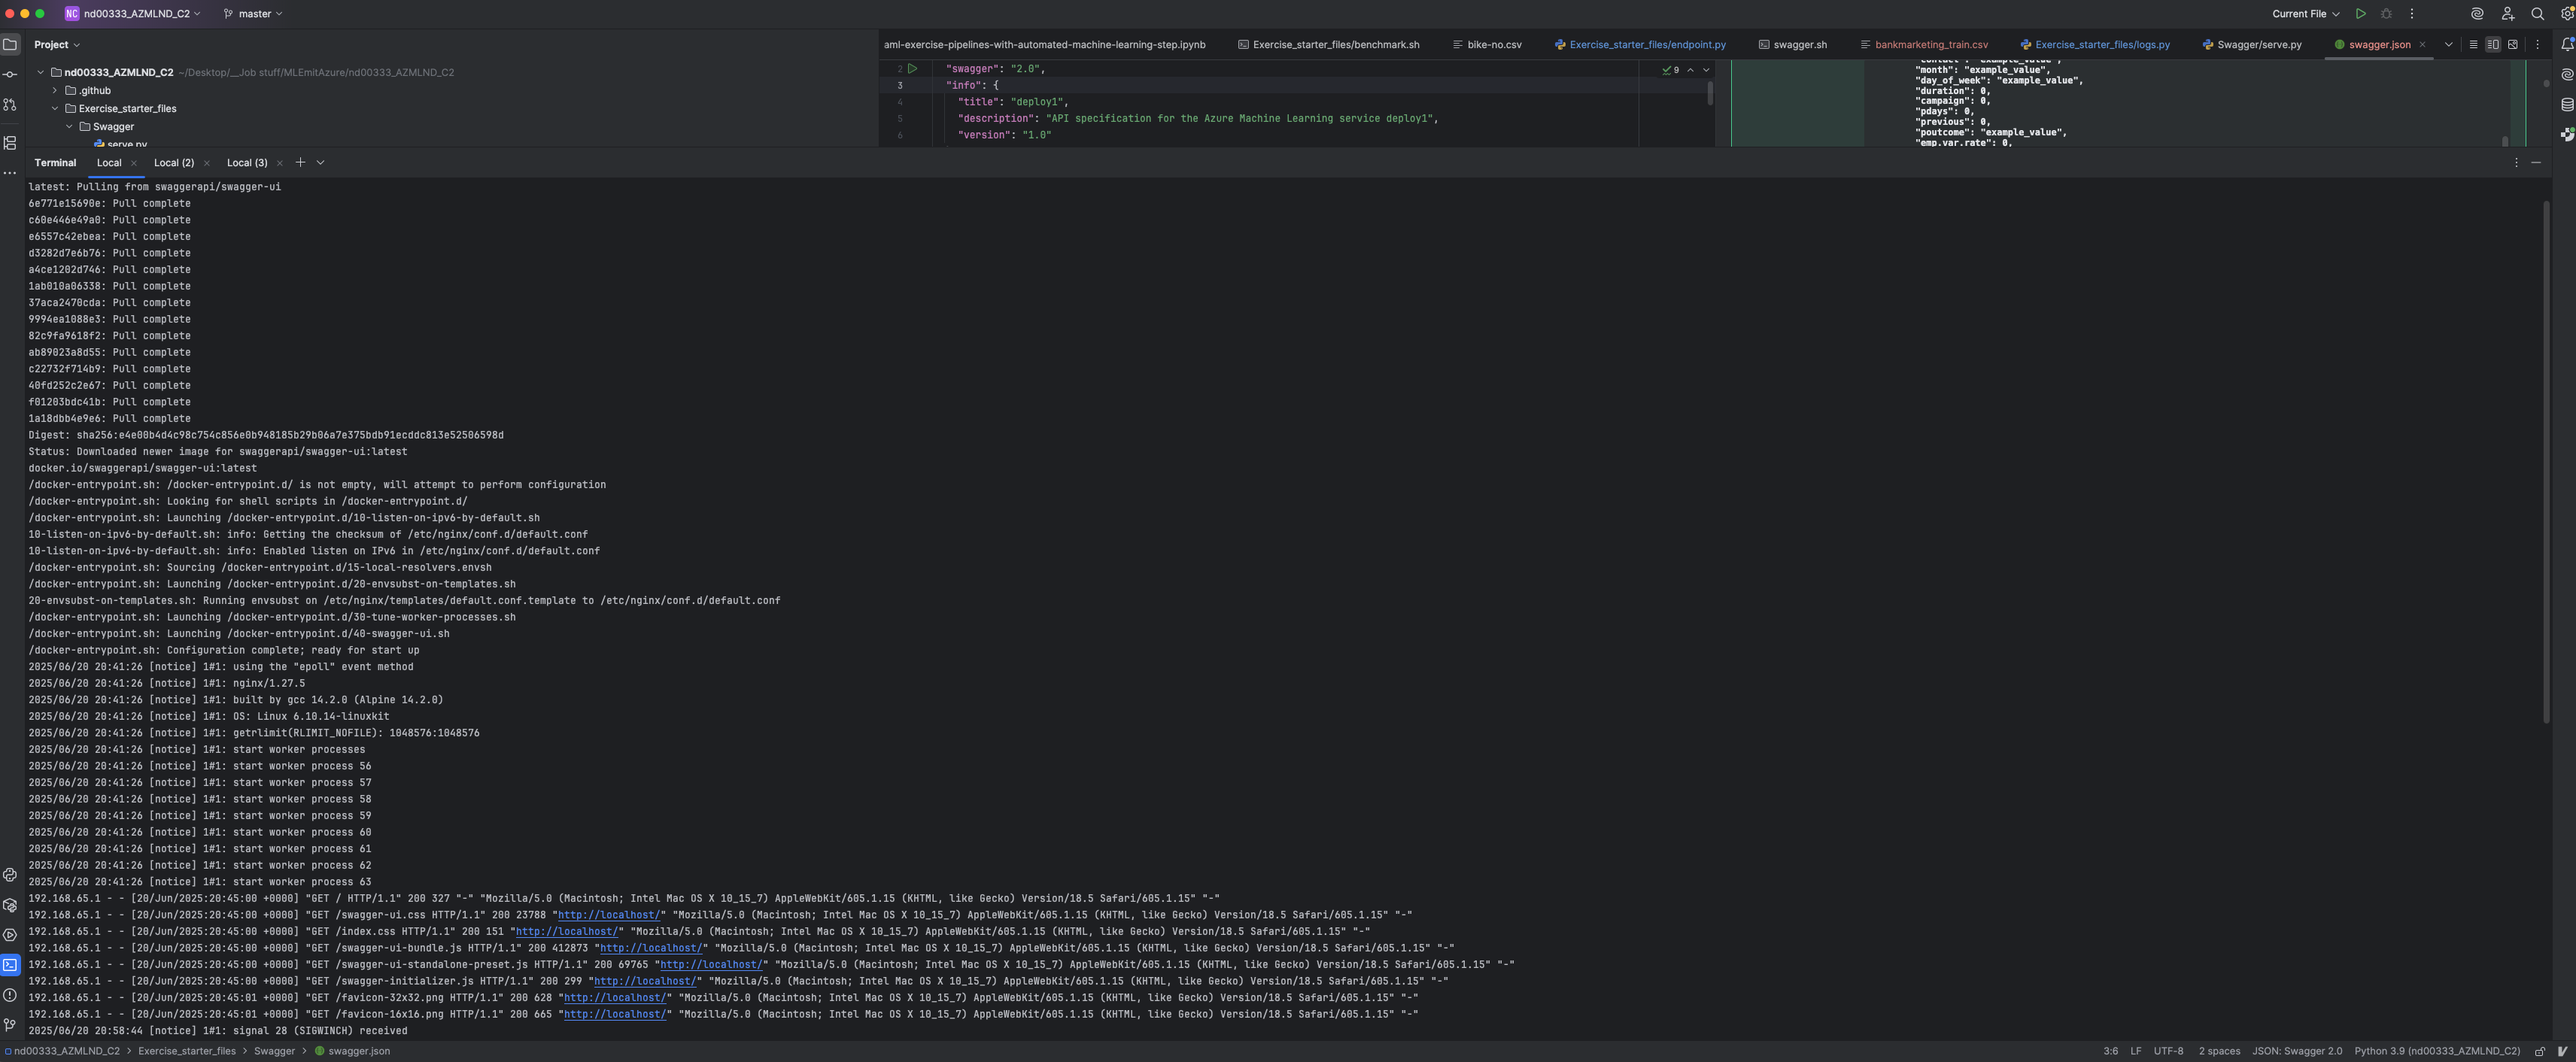 NC nd00333_AZMLND_C2 master Current File
Project
nd00333_AZMLND_C2 ~/Desktop/__Job stuff/MLEmitAzure/nd00333_AZMLND_C2
.github
Exercise_starter_files
Swagger
serve.py
aml-exercise-pipelines-with-automated-machine-learning-step.ipynb Exercise_starter_files/benchmark.sh bike-no.csv Exercise_starter_files/endpoint.py swagger.sh bankmarketing_train.csv Exercise_starter_files/logs.py Swagger/serve.py swagger.json
2 "swagger": "2.0",
3 "info": {
4 "title": "deploy1",
5 "description": "API specification for the Azure Machine Learning service deploy1",
6 "version": "1.0"
9
"contact": "example_value",
"month": "example_value",
"day_of_week": "example_value",
"duration": 0,
"campaign": 0,
"pdays": 0,
"previous": 0,
"poutcome": "example_value",
"emp.var.rate": 0,
Terminal Local Local (2) Local (3)
latest: Pulling from swaggerapi/swagger-ui
6e771e15690e: Pull complete
c60e446e49a0: Pull complete
e6557c42ebea: Pull complete
d3282d7e6b76: Pull complete
a4ce1202d746: Pull complete
1ab010a06338: Pull complete
37aca2470cda: Pull complete
9994ea1088e3: Pull complete
82c9fa9618f2: Pull complete
ab89023a8d55: Pull complete
c22732f714b9: Pull complete
40fd252c2e67: Pull complete
f01203bdc41b: Pull complete
1a18dbb4e9e6: Pull complete
Digest: sha256:e4e00b4d4c98c754c856e0b948185b29b06a7e375bdb91ecddc813e52506598d
Status: Downloaded newer image for swaggerapi/swagger-ui:latest
docker.io/swaggerapi/swagger-ui:latest
/docker-entrypoint.sh: /docker-entrypoint.d/ is not empty, will attempt to perform configuration
/docker-entrypoint.sh: Looking for shell scripts in /docker-entrypoint.d/
/docker-entrypoint.sh: Launching /docker-entrypoint.d/10-listen-on-ipv6-by-default.sh
10-listen-on-ipv6-by-default.sh: info: Getting the checksum of /etc/nginx/conf.d/default.conf
10-listen-on-ipv6-by-default.sh: info: Enabled listen on IPv6 in /etc/nginx/conf.d/default.conf
/docker-entrypoint.sh: Sourcing /docker-entrypoint.d/15-local-resolvers.envsh
/docker-entrypoint.sh: Launching /docker-entrypoint.d/20-envsubst-on-templates.sh
20-envsubst-on-templates.sh: Running envsubst on /etc/nginx/templates/default.conf.template to /etc/nginx/conf.d/default.conf
/docker-entrypoint.sh: Launching /docker-entrypoint.d/30-tune-worker-processes.sh
/docker-entrypoint.sh: Launching /docker-entrypoint.d/40-swagger-ui.sh
/docker-entrypoint.sh: Configuration complete; ready for start up
2025/06/20 20:41:26 [notice] 1#1: using the "epoll" event method
2025/06/20 20:41:26 [notice] 1#1: nginx/1.27.5
2025/06/20 20:41:26 [notice] 1#1: built by gcc 14.2.0 (Alpine 14.2.0)
2025/06/20 20:41:26 [notice] 1#1: OS: Linux 6.10.14-linuxkit
2025/06/20 20:41:26 [notice] 1#1: getrlimit(RLIMIT_NOFILE): 1048576:1048576
2025/06/20 20:41:26 [notice] 1#1: start worker processes
2025/06/20 20:41:26 [notice] 1#1: start worker process 56
2025/06/20 20:41:26 [notice] 1#1: start worker process 57
2025/06/20 20:41:26 [notice] 1#1: start worker process 58
2025/06/20 20:41:26 [notice] 1#1: start worker process 59
2025/06/20 20:41:26 [notice] 1#1: start worker process 60
2025/06/20 20:41:26 [notice] 1#1: start worker process 61
2025/06/20 20:41:26 [notice] 1#1: start worker process 62
2025/06/20 20:41:26 [notice] 1#1: start worker process 63
192.168.65.1 - - [20/Jun/2025:20:45:00 +0000] "GET / HTTP/1.1" 200 327 "-" "Mozilla/5.0 (Macintosh; Intel Mac OS X 10_15_7) AppleWebKit/605.1.15 (KHTML, like Gecko) Version/18.5 Safari/605.1.15" "-"
192.168.65.1 - - [20/Jun/2025:20:45:00 +0000] "GET /swagger-ui.css HTTP/1.1" 200 23788 "http://localhost/" "Mozilla/5.0 (Macintosh; Intel Mac OS X 10_15_7) AppleWebKit/605.1.15 (KHTML, like Gecko) Version/18.5 Safari/605.1.15" "-"
192.168.65.1 - - [20/Jun/2025:20:45:00 +0000] "GET /index.css HTTP/1.1" 200 151 "http://localhost/" "Mozilla/5.0 (Macintosh; Intel Mac OS X 10_15_7) AppleWebKit/605.1.15 (KHTML, like Gecko) Version/18.5 Safari/605.1.15" "-"
192.168.65.1 - - [20/Jun/2025:20:45:00 +0000] "GET /swagger-ui-bundle.js HTTP/1.1" 200 412873 "http://localhost/" "Mozilla/5.0 (Macintosh; Intel Mac OS X 10_15_7) AppleWebKit/605.1.15 (KHTML, like Gecko) Version/18.5 Safari/605.1.15" "-"
192.168.65.1 - - [20/Jun/2025:20:45:00 +0000] "GET /swagger-ui-standalone-preset.js HTTP/1.1" 200 69765 "http://localhost/" "Mozilla/5.0 (Macintosh; Intel Mac OS X 10_15_7) AppleWebKit/605.1.15 (KHTML, like Gecko) Version/18.5 Safari/605.1.15" "-"
192.168.65.1 - - [20/Jun/2025:20:45:00 +0000] "GET /swagger-initializer.js HTTP/1.1" 200 299 "http://localhost/" "Mozilla/5.0 (Macintosh; Intel Mac OS X 10_15_7) AppleWebKit/605.1.15 (KHTML, like Gecko) Version/18.5 Safari/605.1.15" "-"
192.168.65.1 - - [20/Jun/2025:20:45:01 +0000] "GET /favicon-32x32.png HTTP/1.1" 200 628 "http://localhost/" "Mozilla/5.0 (Macintosh; Intel Mac OS X 10_15_7) AppleWebKit/605.1.15 (KHTML, like Gecko) Version/18.5 Safari/605.1.15" "-"
192.168.65.1 - - [20/Jun/2025:20:45:01 +0000] "GET /favicon-16x16.png HTTP/1.1" 200 665 "http://localhost/" "Mozilla/5.0 (Macintosh; Intel Mac OS X 10_15_7) AppleWebKit/605.1.15 (KHTML, like Gecko) Version/18.5 Safari/605.1.15" "-"
2025/06/20 20:58:44 [notice] 1#1: signal 28 (SIGWINCH) received
nd00333_AZMLND_C2 > Exercise_starter_files > Swagger > swagger.json 3:6 LF UTF-8 2 spaces JSON: Swagger 2.0 Python 3.9 (nd00333_AZMLND_C2)